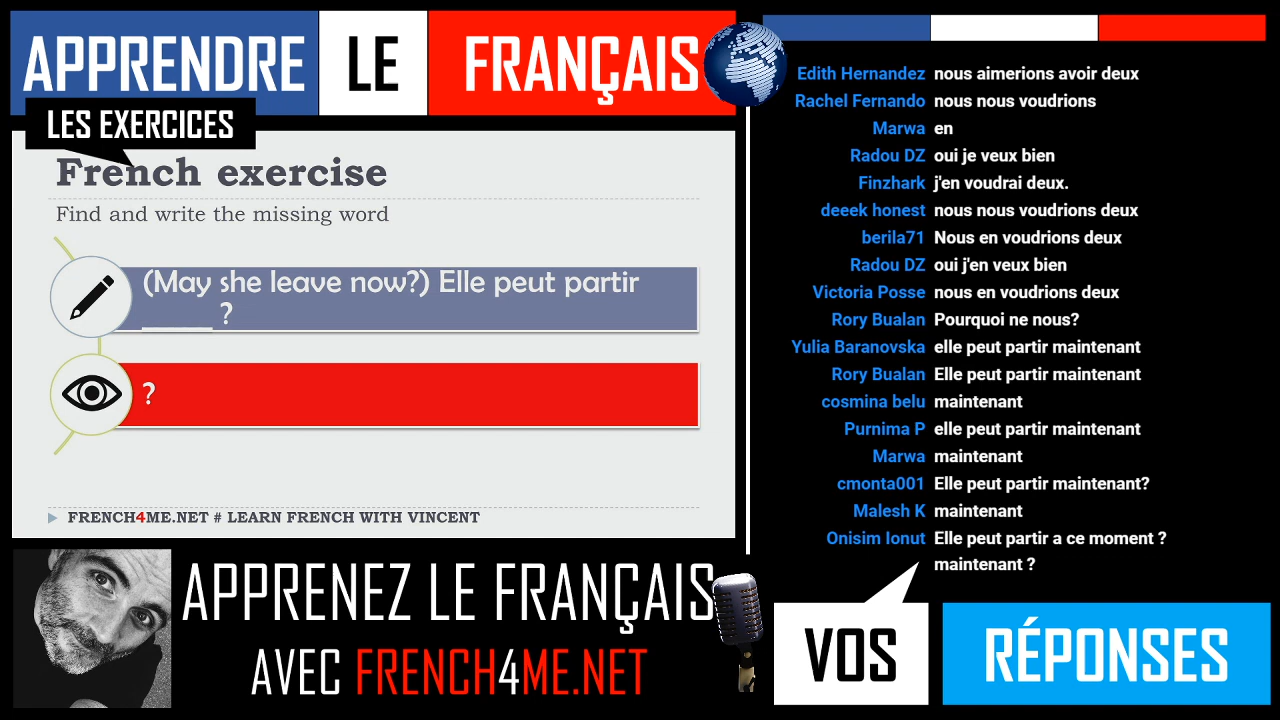 APPRENDRE LE FRANÇAIS
LES EXERCICES
French exercise
Find and write the missing word
(May she leave now?) Elle peut partir
_____ ?
?
FRENCH4ME.NET # LEARN FRENCH WITH VINCENT
APPRENEZ LE FRANÇAIS
AVEC FRENCH4ME.NET
Edith Hernandez nous aimerions avoir deux
Rachel Fernando nous nous voudrions
Marwa en
Radou DZ oui je veux bien
Finzhark j'en voudrai deux.
deeek honest nous nous voudrions deux
berila71 Nous en voudrions deux
Radou DZ oui j'en veux bien
Victoria Posse nous en voudrions deux
Rory Bualan Pourquoi ne nous?
Yulia Baranovska elle peut partir maintenant
Rory Bualan Elle peut partir maintenant
cosmina belu maintenant
Purnima P elle peut partir maintenant
Marwa maintenant
cmonta001 Elle peut partir maintenant?
Malesh K maintenant
Onisim Ionut Elle peut partir a ce moment ?
maintenant ?
VOS RÉPONSES